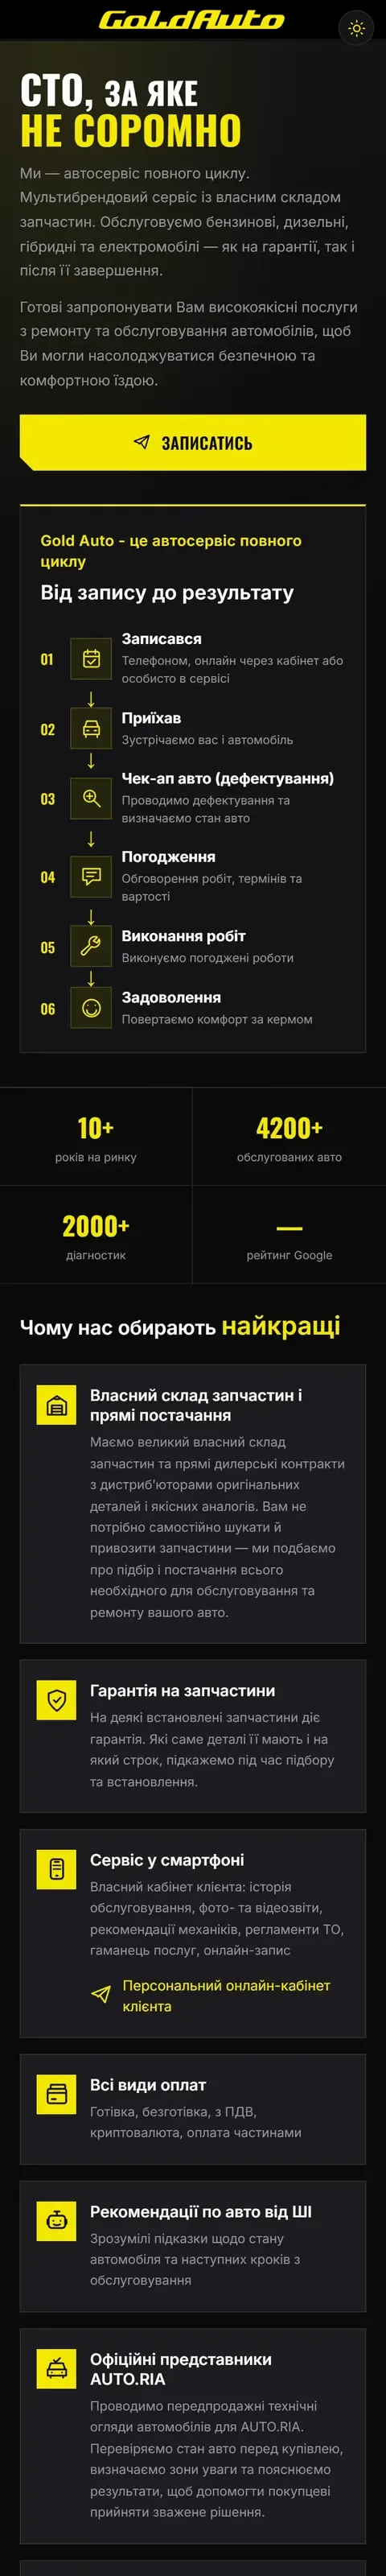 GoldAuto
СТО, ЗА ЯКЕ
НЕ СОРОМНО
Ми — автосервіс повного циклу.
Мультибрендовий сервіс із власним складом
запчастин. Обслуговуємо бензинові, дизельні,
гібридні та електромобілі — як на гарантії, так і
після її завершення.
Готові запропонувати Вам високоякісні послуги
з ремонту та обслуговування автомобілів, щоб
Ви могли насолоджуватися безпечною та
комфортною їздою.
ЗАПИСАТИСЬ
Gold Auto - це автосервіс повного
циклу
Від запису до результату
01
Записався
Телефоном, онлайн через кабінет або
особисто в сервісі
02
Приїхав
Зустрічаємо вас і автомобіль
03
Чек-ап авто (дефектування)
Проводимо дефектування та
визначаємо стан авто
04
Погодження
Обговорення робіт, термінів та
вартості
05
Виконання робіт
Виконуємо погоджені роботи
06
Задоволення
Повертаємо комфорт за кермом
10+
років на ринку
4200+
обслугованих авто
2000+
діагностик
—
рейтинг Google
Чому нас обирають найкращі
Власний склад запчастин і
прямі постачання
Маємо великий власний склад
запчастин та прямі дилерські контракти
з дистриб’юторами оригінальних
деталей і якісних аналогів. Вам не
потрібно самостійно шукати й
привозити запчастини — ми подбаємо
про підбір і постачання всього
необхідного для обслуговування та
ремонту вашого авто.
Гарантія на запчастини
На деякі встановлені запчастини діє
гарантія. Які саме деталі її мають і на
який строк, підкажемо під час підбору
та встановлення.
Сервіс у смартфоні
Власний кабінет клієнта: історія
обслуговування, фото- та відеозвіти,
рекомендації механіків, регламенти ТО,
гаманець послуг, онлайн-запис
Персональний онлайн-кабінет
клієнта
Всі види оплат
Готівка, безготівка, з ПДВ,
криптовалюта, оплата частинами
Рекомендації по авто від ШІ
Зрозумілі підказки щодо стану
автомобіля та наступних кроків з
обслуговування
Офіційні представники
AUTO.RIA
Проводимо передпродажні технічні
огляди автомобілів для AUTO.RIA.
Перевіряємо стан авто перед купівлею,
визначаємо зони уваги та пояснюємо
результати, щоб допомогти покупцеві
прийняти зважене рішення.